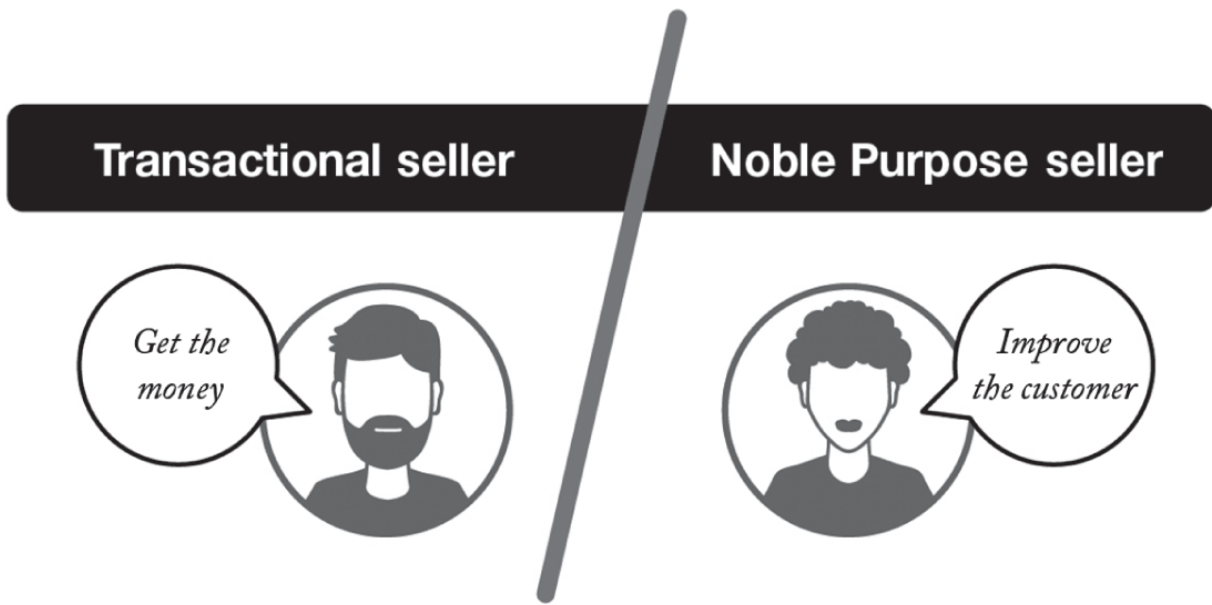 Transactional seller
Noble Purpose seller
Get the
money
Improve
the customer